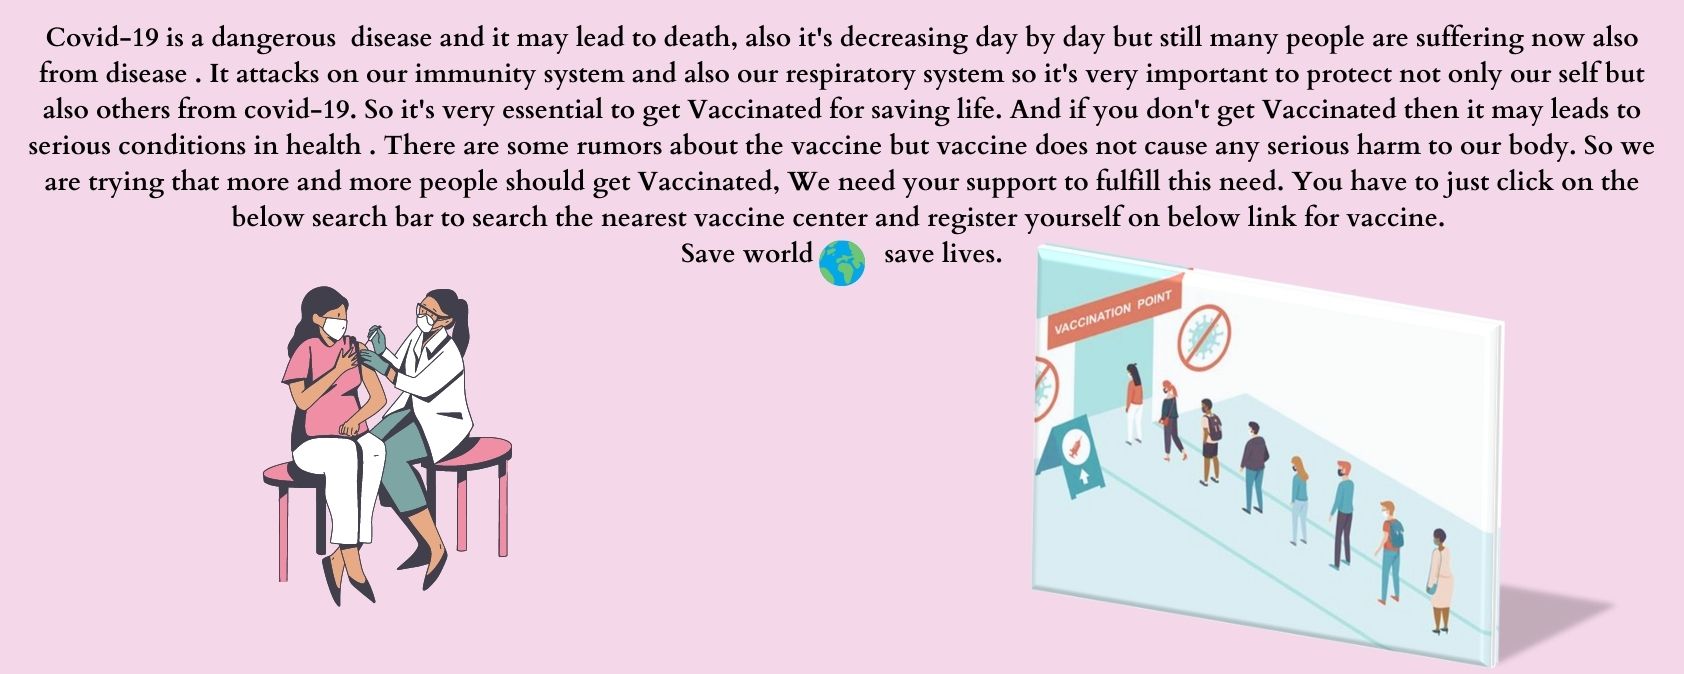 Covid-19 is a dangerous  disease and it may lead to death, also it's decreasing day by day but still many people are suffering now also
from disease . It attacks on our immunity system and also our respiratory system so it's very important to protect not only our self but
also others from covid-19. So it's very essential to get Vaccinated for saving life. And if you don't get Vaccinated then it may leads to
serious conditions in health . There are some rumors about the vaccine but vaccine does not cause any serious harm to our body. So we
are trying that more and more people should get Vaccinated, We need your support to fulfill this need. You have to just click on the
below search bar to search the nearest vaccine center and register yourself on below link for vaccine.
Save world save lives.
VACCINATION POINT